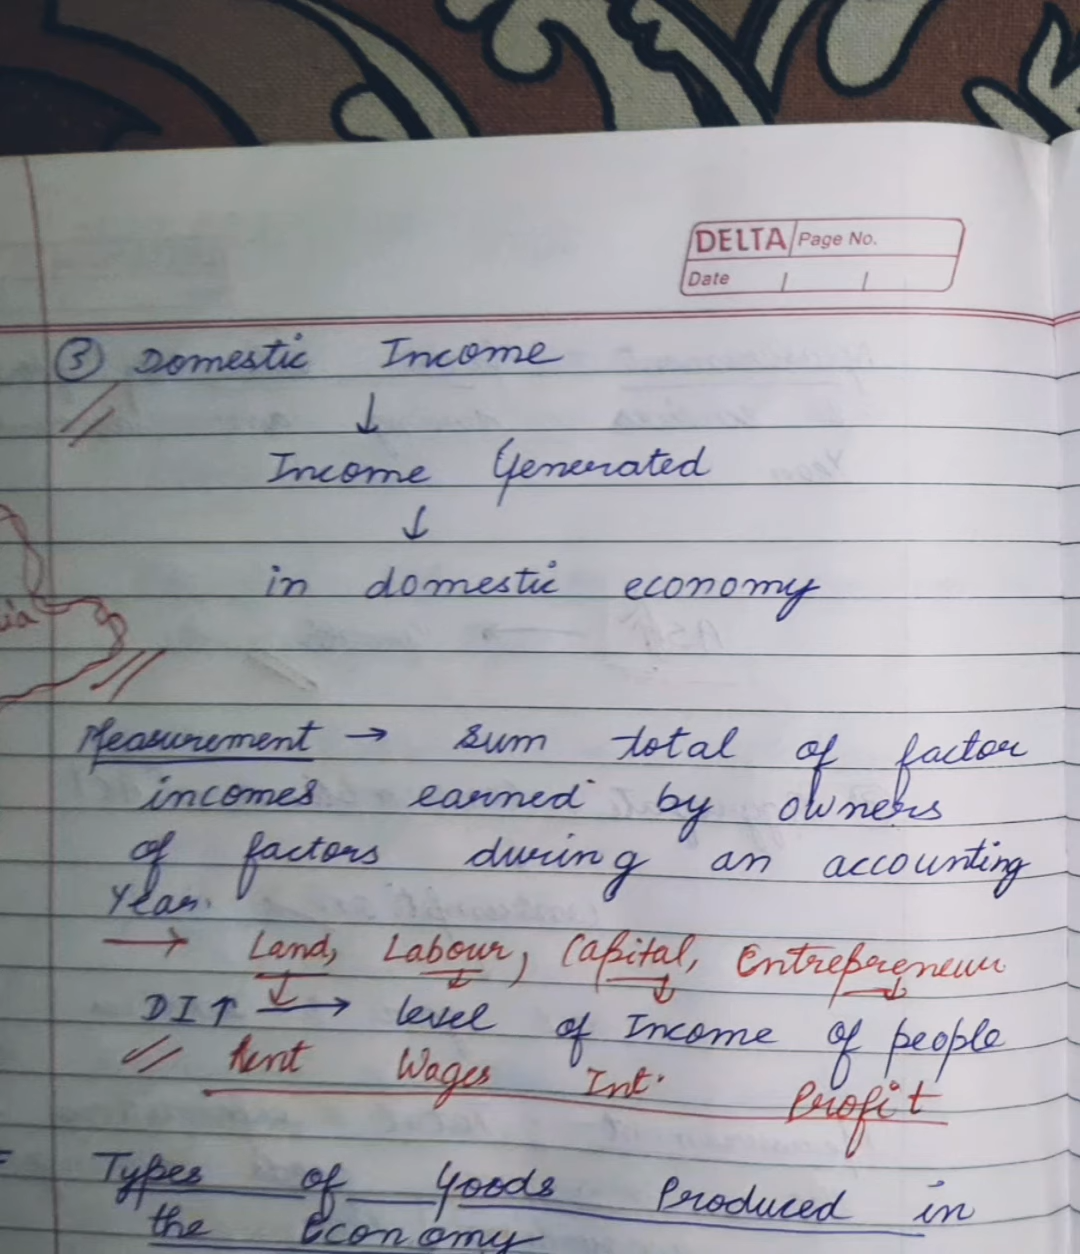 DELTA Page No.
Date / /
③ Domestic Income
↓
Income Generated
↓
in domestic economy
Measurement → Sum total of factor
incomes earned by owners
of factors during an accounting
Year.
→ Land, Labour, Capital, Entrepreneur
DI↑ → level of Income of people
Rent Wages Int. Profit
Types of Goods Produced in
the Economy